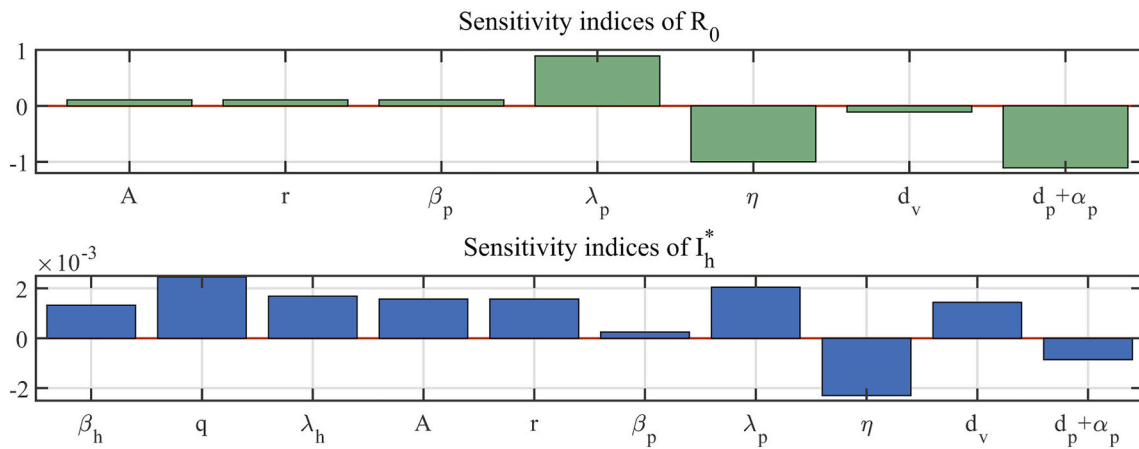 Sensitivity indices of R₀
1
0
-1
A r βₚ λₚ η dᵥ dₚ+αₚ
Sensitivity indices of Iₕ*
×10⁻³
2
0
-2
βₕ q λₕ A r βₚ λₚ η dᵥ dₚ+αₚ